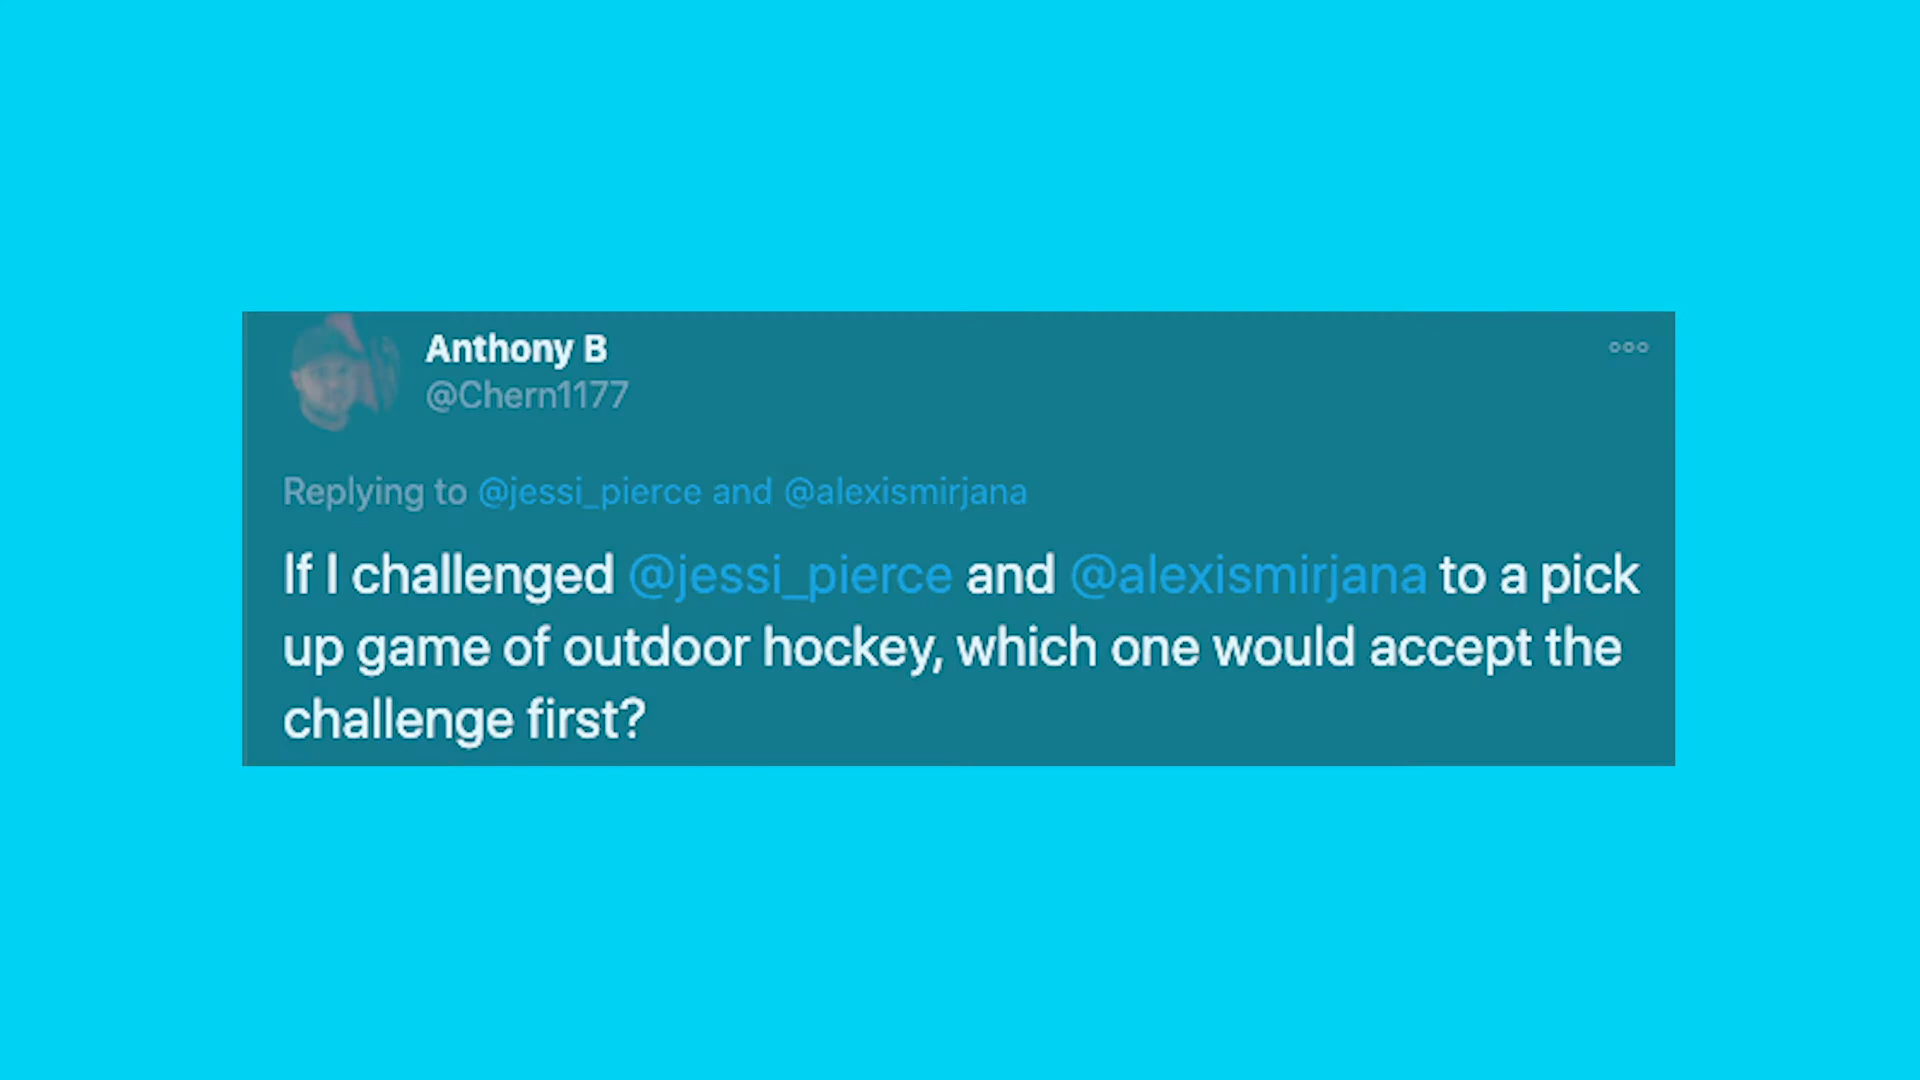 Anthony B
@Chern1177
Replying to @jessi_pierce and @alexismirjana
If I challenged @jessi_pierce and @alexismirjana to a pick
up game of outdoor hockey, which one would accept the
challenge first?